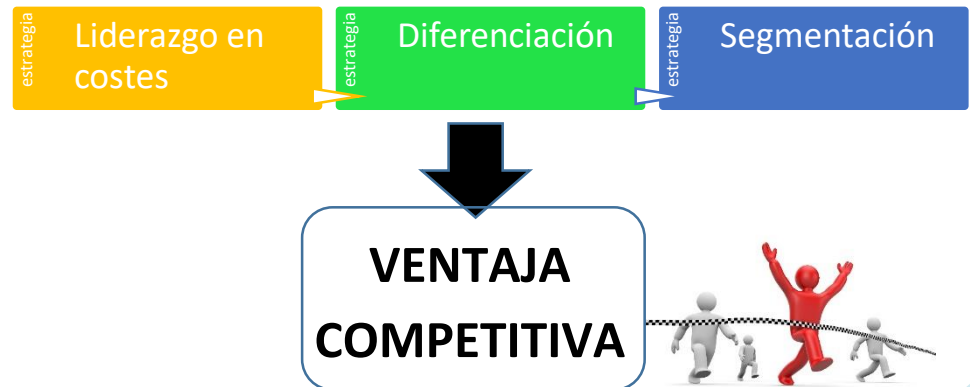 estrategia
Liderazgo en
costes
estrategia
Diferenciación
estrategia
Segmentación
VENTAJA
COMPETITIVA